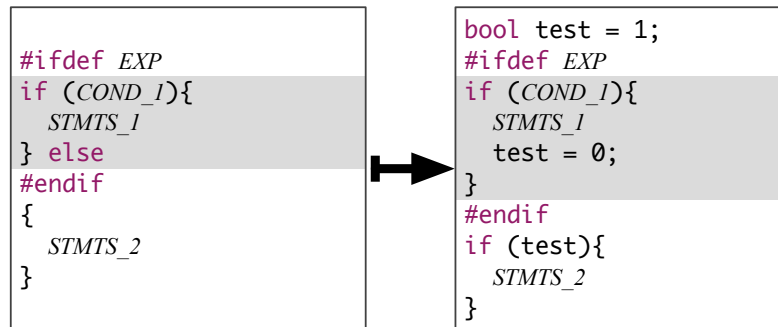 #ifdef EXP
if (COND_1){
STMTS_1
} else
#endif
{
STMTS_2
}
bool test = 1;
#ifdef EXP
if (COND_1){
STMTS_1
test = 0;
}
#endif
if (test){
STMTS_2
}